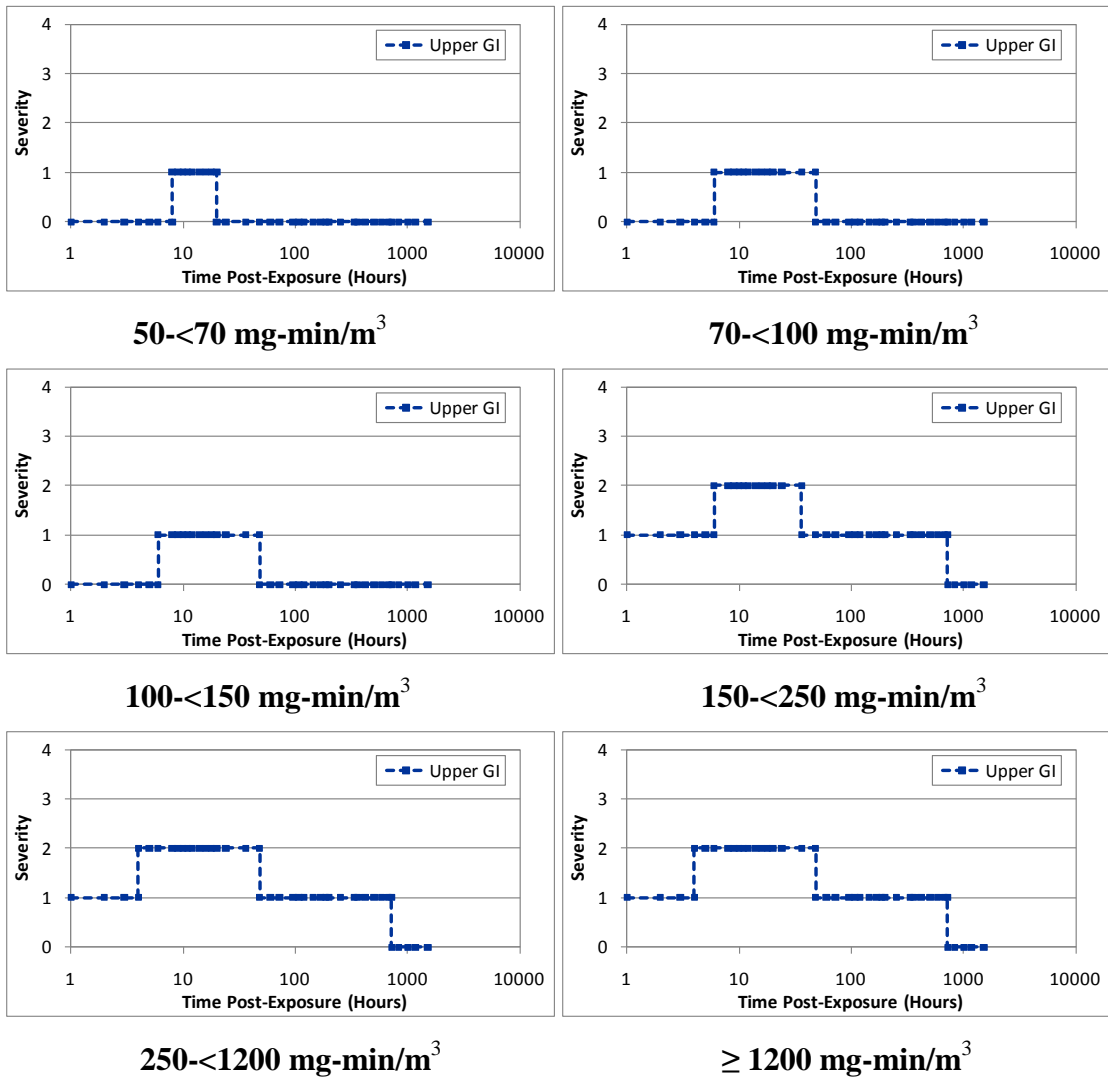 Upper GI
Severity
4
3
2
1
0
1 10 100 1000 10000
Time Post-Exposure (Hours)
50-<70 mg-min/m³
Upper GI
Severity
4
3
2
1
0
1 10 100 1000 10000
Time Post-Exposure (Hours)
70-<100 mg-min/m³
Upper GI
Severity
4
3
2
1
0
1 10 100 1000 10000
Time Post-Exposure (Hours)
100-<150 mg-min/m³
Upper GI
Severity
4
3
2
1
0
1 10 100 1000 10000
Time Post-Exposure (Hours)
150-<250 mg-min/m³
Upper GI
Severity
4
3
2
1
0
1 10 100 1000 10000
Time Post-Exposure (Hours)
250-<1200 mg-min/m³
Upper GI
Severity
4
3
2
1
0
1 10 100 1000 10000
Time Post-Exposure (Hours)
≥ 1200 mg-min/m³